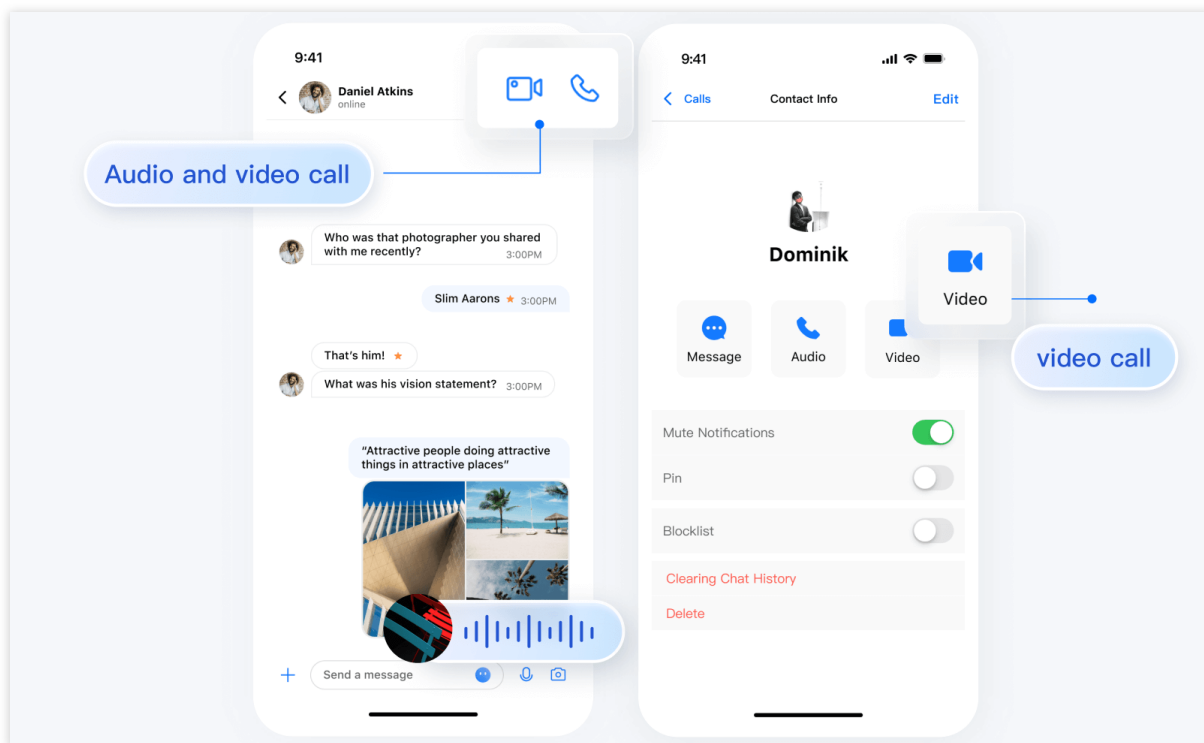 9:41
Daniel Atkins
online
Audio and video call
Who was that photographer you shared
with me recently?
3:00PM
Slim Aarons
3:00PM
That's him!
What was his vision statement?
3:00PM
“Attractive people doing attractive
things in attractive places”
Send a message
9:41
Calls
Contact Info
Edit
Dominik
Video
Message
Audio
Video
video call
Mute Notifications
Pin
Blocklist
Clearing Chat History
Delete